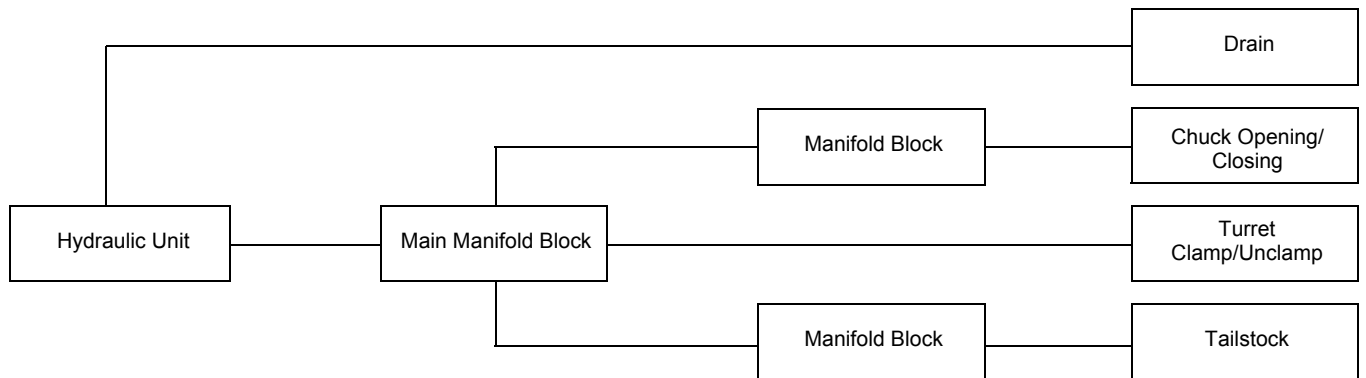 Drain
Manifold Block
Chuck Opening/
Closing
Hydraulic Unit
Main Manifold Block
Turret
Clamp/Unclamp
Manifold Block
Tailstock